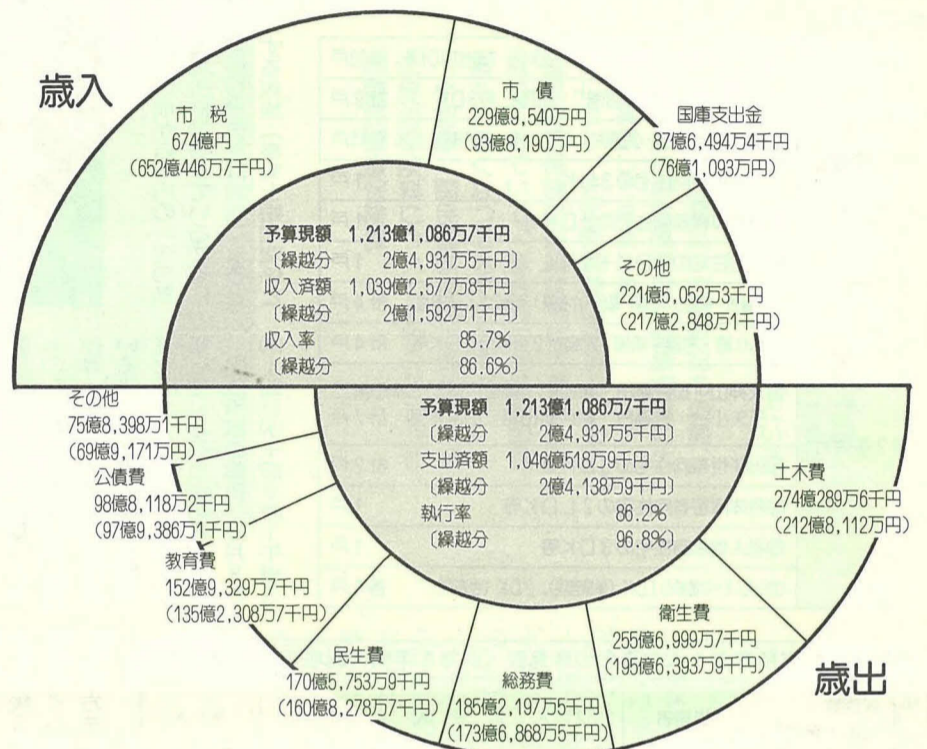 歳入
市 税
674億円
(652億446万7千円)
市 債
229億9,540万円
(93億8,190万円)
国庫支出金
87億6,494万4千円
(76億1,093万円)
その他
221億5,052万3千円
(217億2,848万1千円)
予算現額 1,213億1,086万7千円
〔繰越分 2億4,931万5千円〕
収入済額 1,039億2,577万8千円
〔繰越分 2億1,592万1千円〕
収入率 85.7%
〔繰越分 86.6%〕
予算現額 1,213億1,086万7千円
〔繰越分 2億4,931万5千円〕
支出済額 1,046億518万9千円
〔繰越分 2億4,138万9千円〕
執行率 86.2%
〔繰越分 96.8%〕
その他
75億8,398万1千円
(69億9,171万円)
公債費
98億8,118万2千円
(97億9,386万1千円)
教育費
152億9,329万7千円
(135億2,308万7千円)
民生費
170億5,753万9千円
(160億8,278万7千円)
総務費
185億2,197万5千円
(173億6,868万5千円)
衛生費
255億6,999万7千円
(195億6,393万9千円)
土木費
274億289万6千円
(212億8,112万円)
歳出